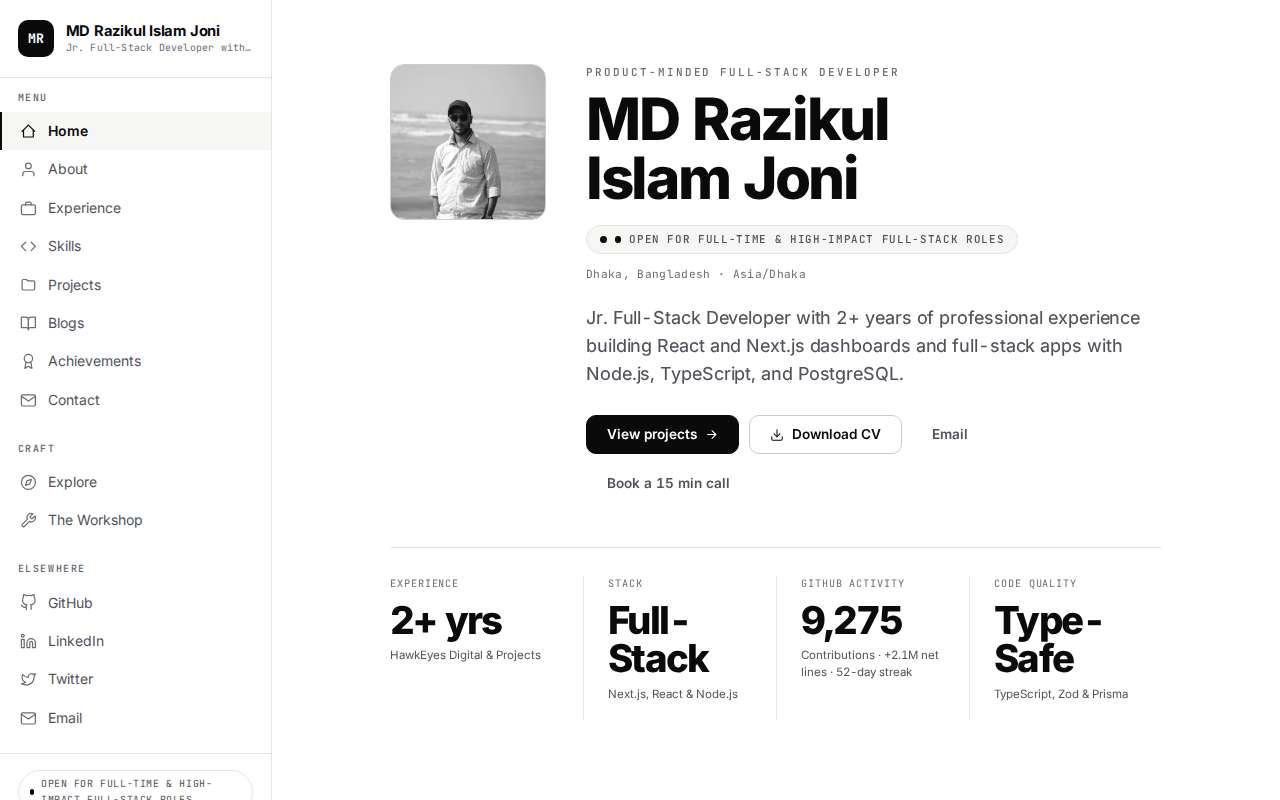 MR
MD Razikul Islam Joni
Jr. Full-Stack Developer with…
MENU
Home
About
Experience
Skills
Projects
Blogs
Achievements
Contact
CRAFT
Explore
The Workshop
ELSEWHERE
GitHub
LinkedIn
Twitter
Email
OPEN FOR FULL-TIME & HIGH-
IMPACT FULL-STACK ROLES
PRODUCT-MINDED FULL-STACK DEVELOPER
MD Razikul
Islam Joni
OPEN FOR FULL-TIME & HIGH-IMPACT FULL-STACK ROLES
Dhaka, Bangladesh · Asia/Dhaka
Jr. Full-Stack Developer with 2+ years of professional experience
building React and Next.js dashboards and full-stack apps with
Node.js, TypeScript, and PostgreSQL.
View projects →
Download CV
Email
Book a 15 min call
EXPERIENCE
2+ yrs
HawkEyes Digital & Projects
STACK
Full-
Stack
Next.js, React & Node.js
GITHUB ACTIVITY
9,275
Contributions · +2.1M net
lines · 52-day streak
CODE QUALITY
Type-
Safe
TypeScript, Zod & Prisma